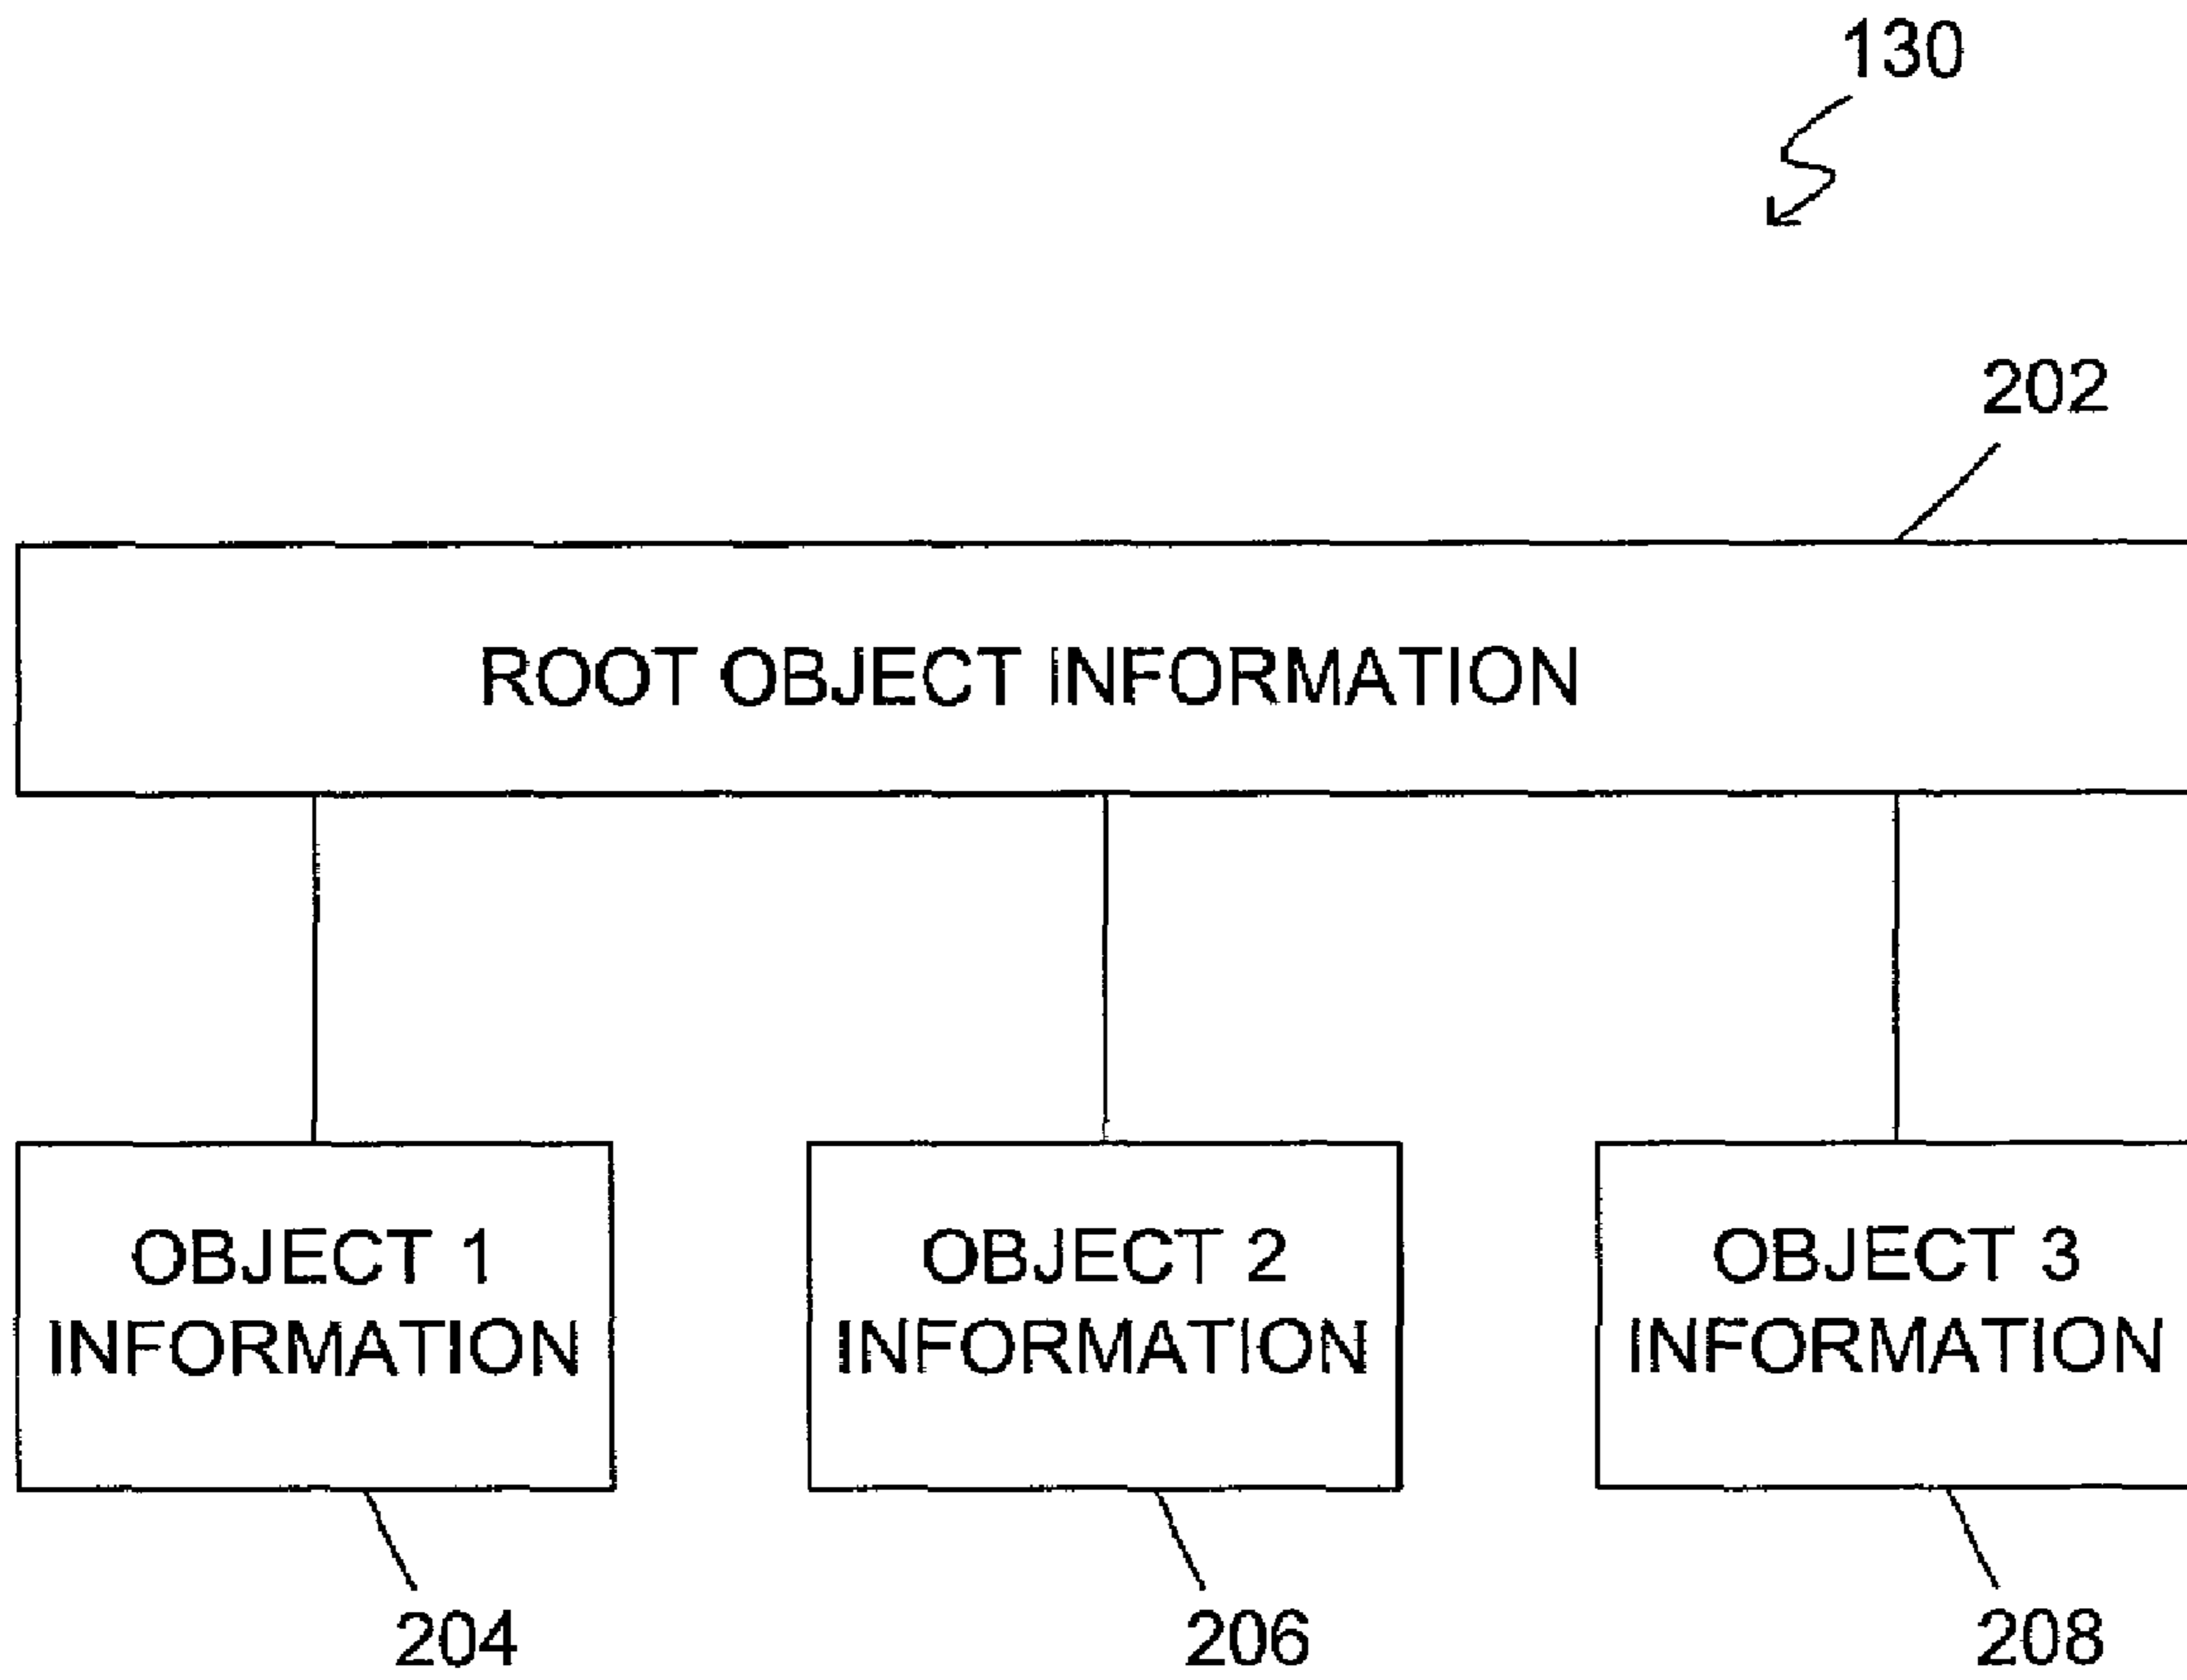 130
202
ROOT OBJECT INFORMATION
OBJECT 1
INFORMATION
OBJECT 2
INFORMATION
OBJECT 3
INFORMATION
204
206
208